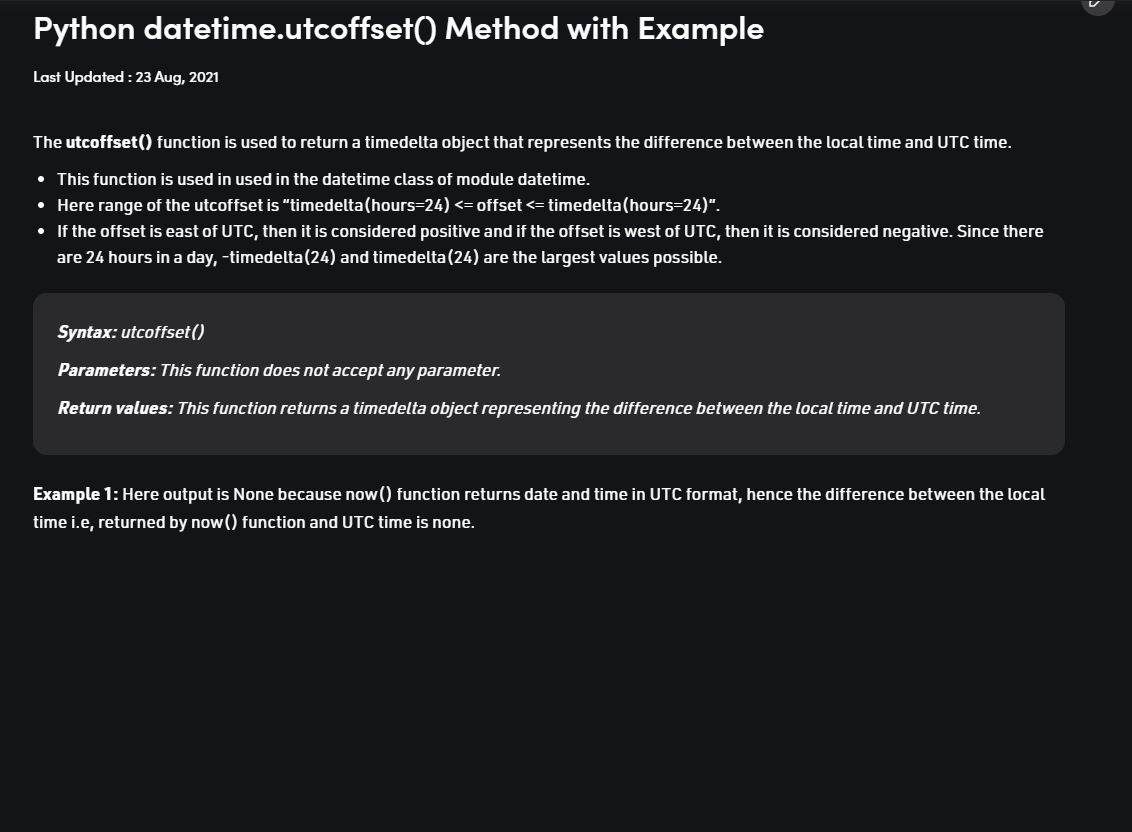 Python datetime.utcoffset() Method with Example
Last Updated : 23 Aug, 2021
The utcoffset() function is used to return a timedelta object that represents the difference between the local time and UTC time.
• This function is used in used in the datetime class of module datetime.
• Here range of the utcoffset is “timedelta(hours=24) <= offset <= timedelta(hours=24)”.
• If the offset is east of UTC, then it is considered positive and if the offset is west of UTC, then it is considered negative. Since there
are 24 hours in a day, -timedelta(24) and timedelta(24) are the largest values possible.
Syntax: utcoffset()
Parameters: This function does not accept any parameter.
Return values: This function returns a timedelta object representing the difference between the local time and UTC time.
Example 1: Here output is None because now() function returns date and time in UTC format, hence the difference between the local
time i.e, returned by now() function and UTC time is none.